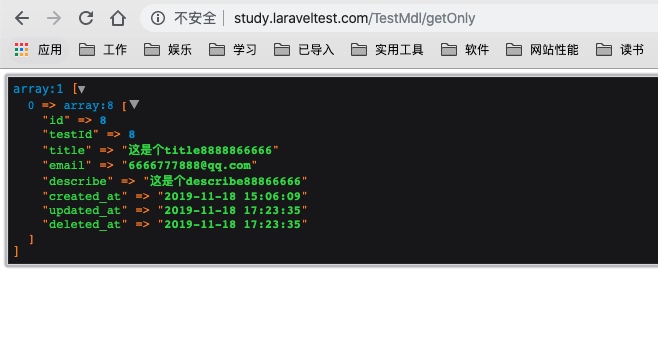 不安全 | study.laraveltest.com/TestMdl/getOnly
应用 工作 娱乐 学习 已导入 实用工具 软件 网站性能 读书
array:1 [▼
0 => array:8 [▼
"id" => 8
"testId" => 8
"title" => "这是个title8888866666"
"email" => "6666777888@qq.com"
"describe" => "这是个describe88866666"
"created_at" => "2019-11-18 15:06:09"
"updated_at" => "2019-11-18 17:23:35"
"deleted_at" => "2019-11-18 17:23:35"
]
]